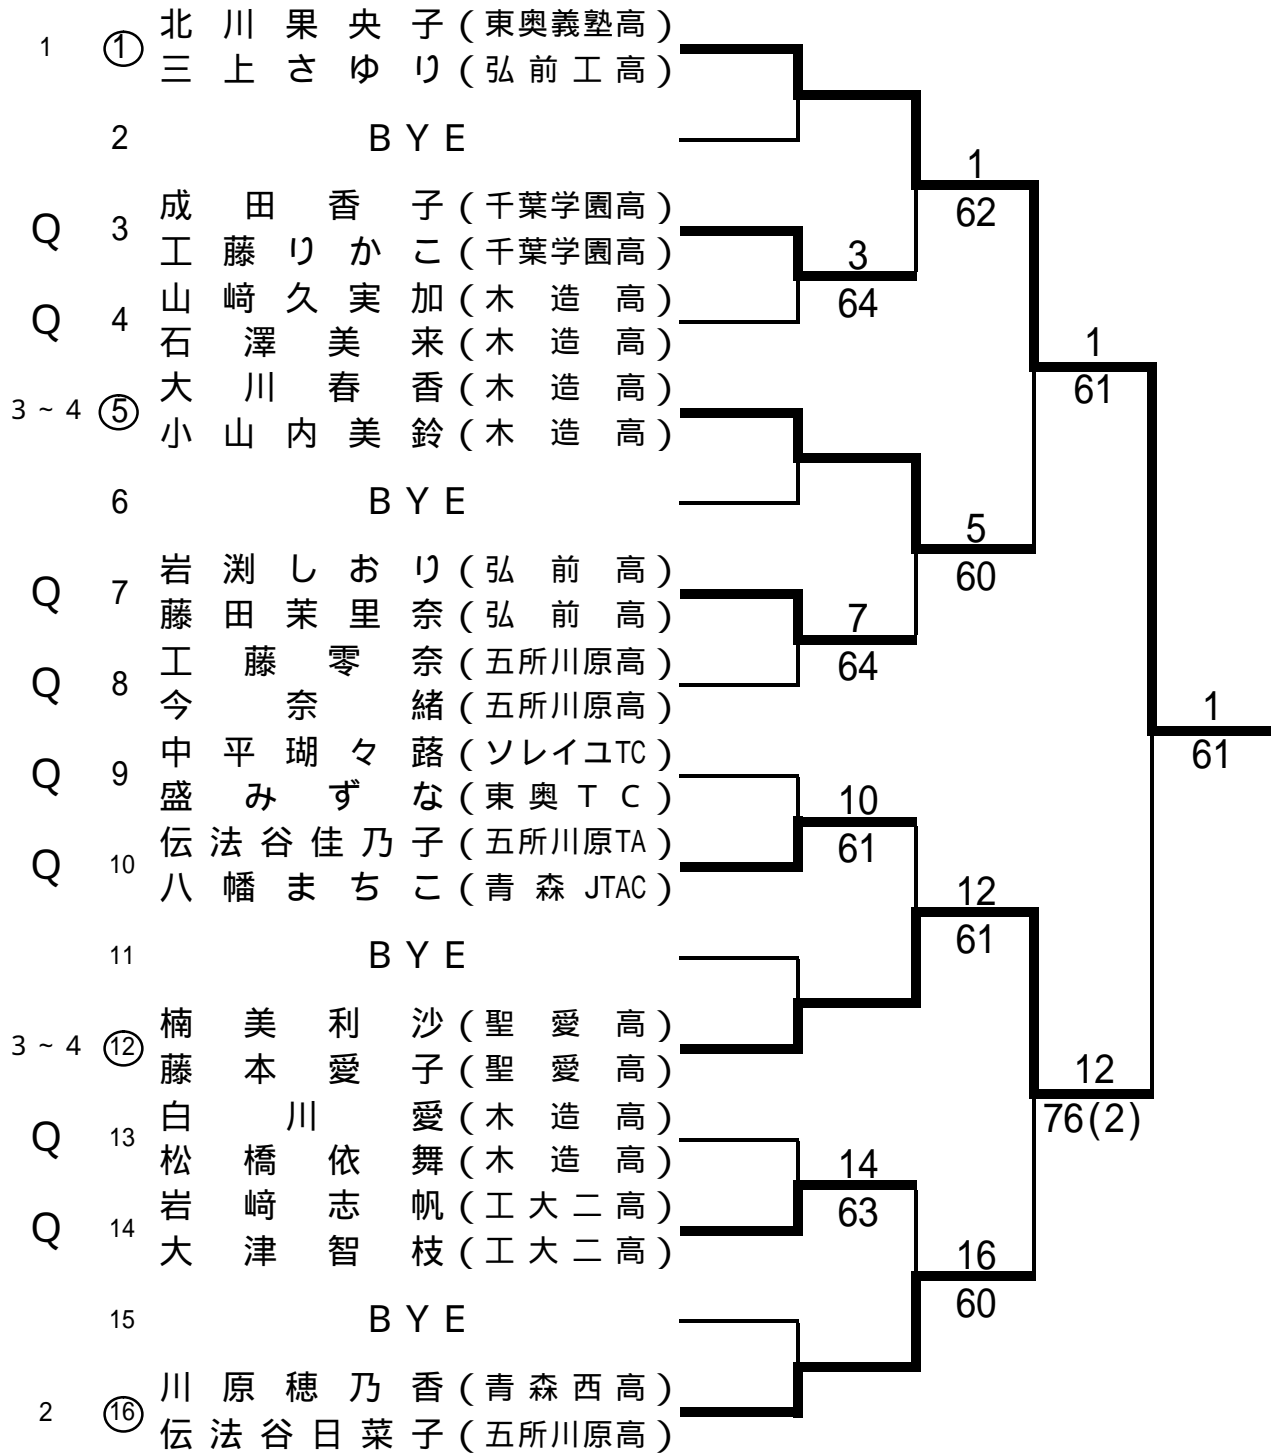 1 ① 北川果央子(東奥義塾高)
三上さゆり(弘前工高)
2 BYE
Q 3 成田香子(千葉学園高)
工藤りかこ(千葉学園高)
Q 4 山﨑久実加(木造高)
石澤美来(木造高)
3~4 ⑤ 大川春香(木造高)
小山内美鈴(木造高)
6 BYE
Q 7 岩渕しおり(弘前高)
藤田茉里奈(弘前高)
Q 8 工藤零奈(五所川原高)
今奈緒(五所川原高)
Q 9 中平瑚々蕗(ソレイユTC)
盛みずな(東奥TC)
Q 10 伝法谷佳乃子(五所川原TA)
八幡まちこ(青森JTAC)
11 BYE
3~4 ⑫ 楠美利沙(聖愛高)
藤本愛子(聖愛高)
Q 13 白川愛(木造高)
松橋依舞(木造高)
Q 14 岩﨑志帆(工大二高)
大津智枝(工大二高)
15 BYE
2 ⑯ 川原穂乃香(青森西高)
伝法谷日菜子(五所川原高)
3
64
7
64
10
61
14
63
1
62
5
60
12
61
16
60
1
61
12
76(2)
1
61